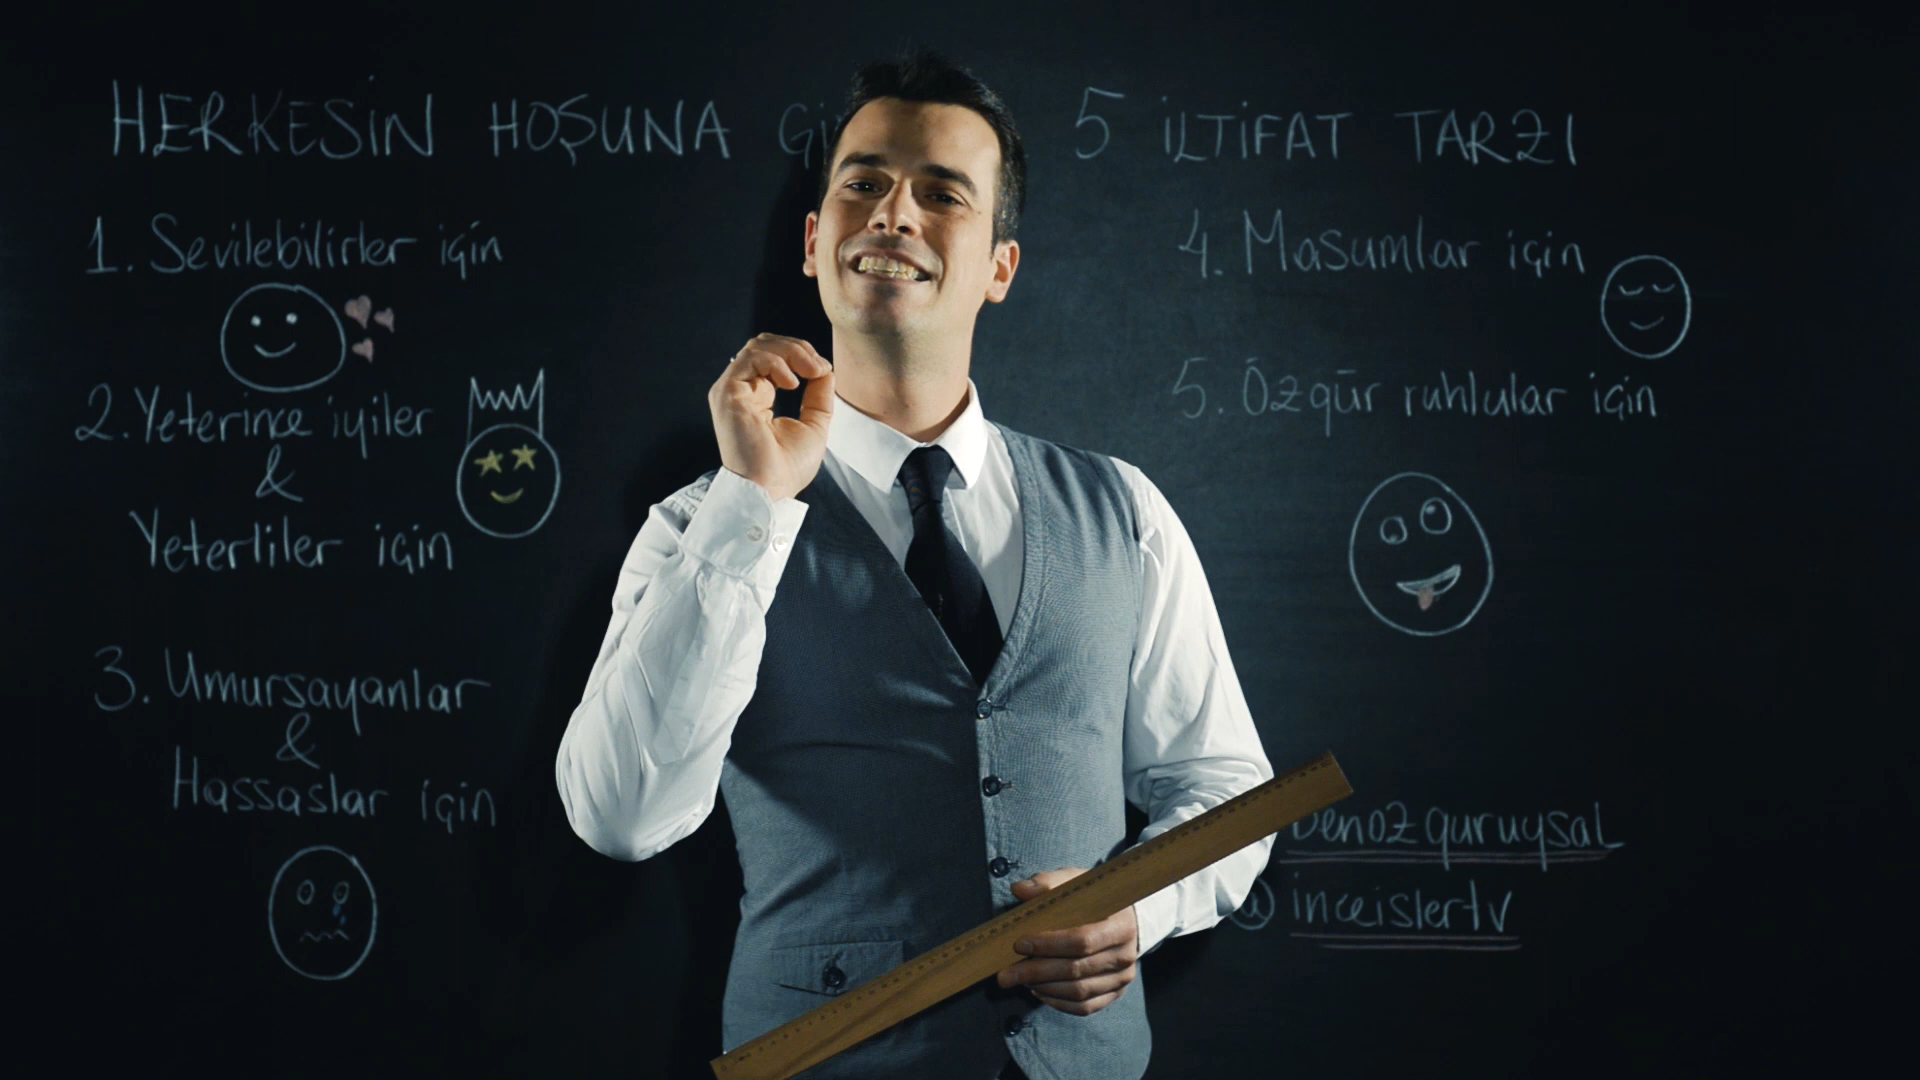 HERKESİN HOŞUNA 5 İLTİFAT TARZI
1. Sevilebilirler için
2. Yeterince iyiler
&
Yeterliler için
3. Umursayanlar
&
Hassaslar için
4. Masumlar için
5. Özgür ruhlular için
benozguruysal
@inceislertv